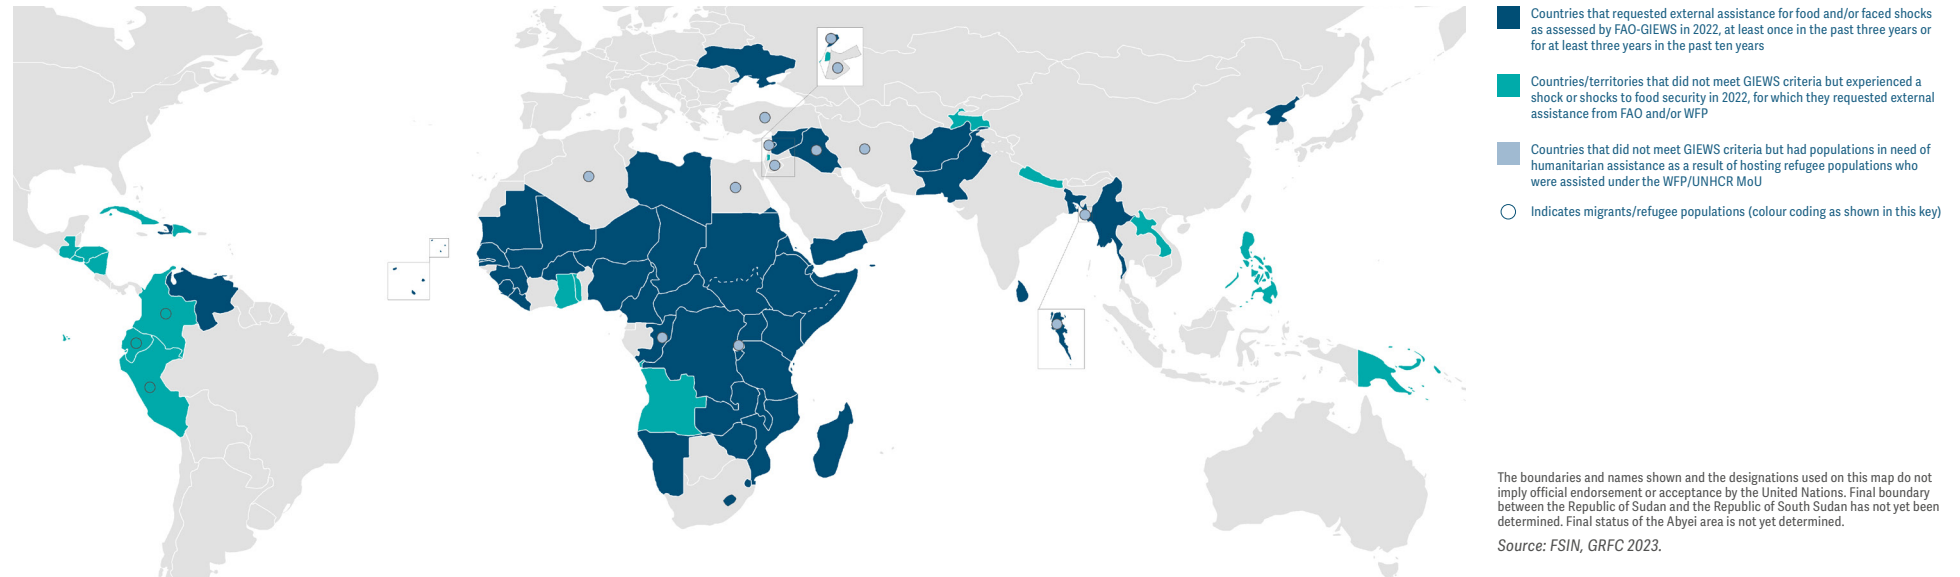 Countries that requested external assistance for food and/or faced shocks
as assessed by FAO-GIEWS in 2022, at least once in the past three years or
for at least three years in the past ten years
Countries/territories that did not meet GIEWS criteria but experienced a
shock or shocks to food security in 2022, for which they requested external
assistance from FAO and/or WFP
Countries that did not meet GIEWS criteria but had populations in need of
humanitarian assistance as a result of hosting refugee populations who
were assisted under the WFP/UNHCR MoU
Indicates migrants/refugee populations (colour coding as shown in this key)
The boundaries and names shown and the designations used on this map do not
imply official endorsement or acceptance by the United Nations. Final boundary
between the Republic of Sudan and the Republic of South Sudan has not yet been
determined. Final status of the Abyei area is not yet determined.
Source: FSIN, GRFC 2023.